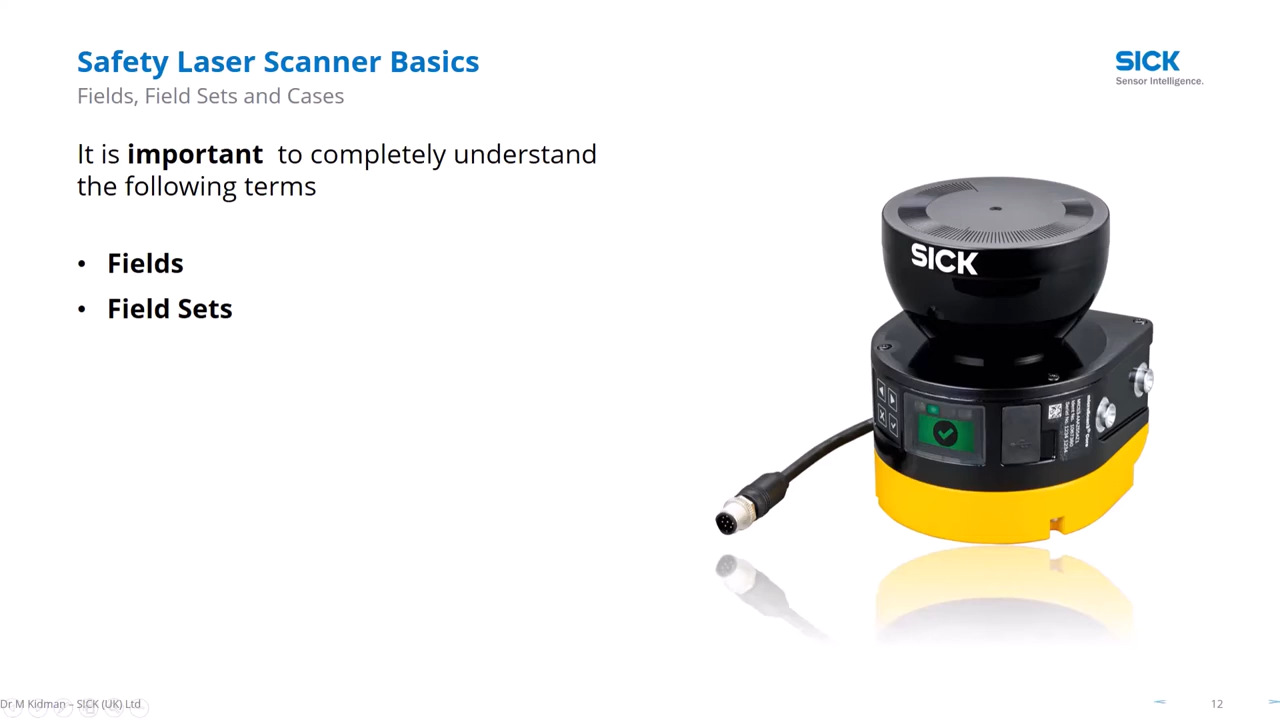 Safety Laser Scanner Basics
Fields, Field Sets and Cases
SICK
Sensor Intelligence.
It is important to completely understand
the following terms
• Fields
• Field Sets
SICK
Dr M Kidman – SICK (UK) Ltd
12